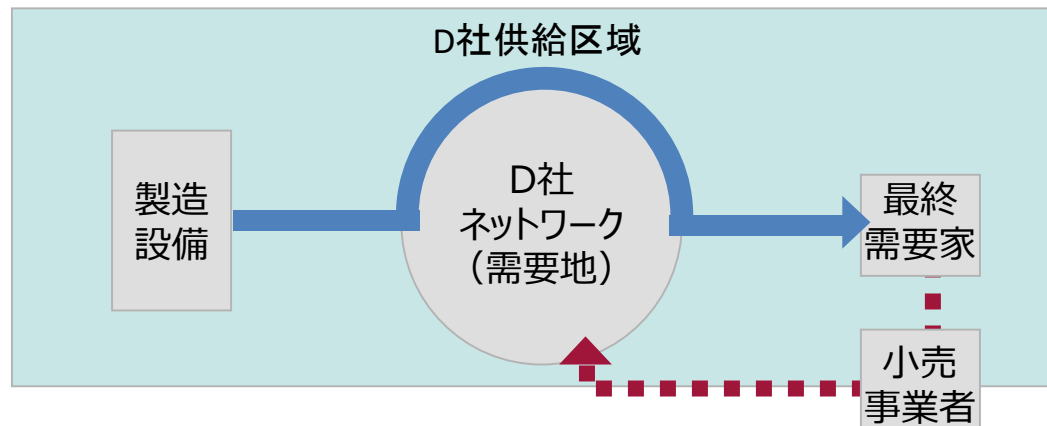 D社供給区域
製造
設備
D社
ネットワーク
（需要地）
最終
需要家
小売
事業者